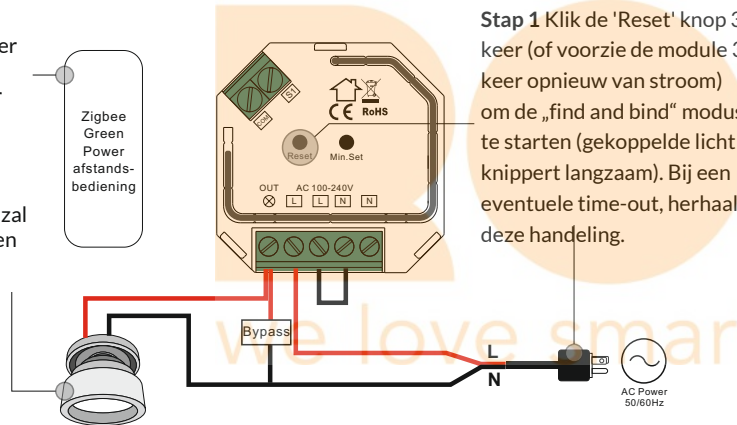 er
.
zal
en
Zigbee
Green
Power
afstands-
bediening
S1
COM
CE RoHS
Reset
Min.Set
OUT AC 100-240V
L L N N
Bypass
L
N
AC Power
50/60Hz
Stap 1 Klik de 'Reset' knop 3
keer (of voorzie de module 3
keer opnieuw van stroom)
om de „find and bind“ modus
te starten (gekoppelde licht
knippert langzaam). Bij een
eventuele time-out, herhaal
deze handeling.
we love smar